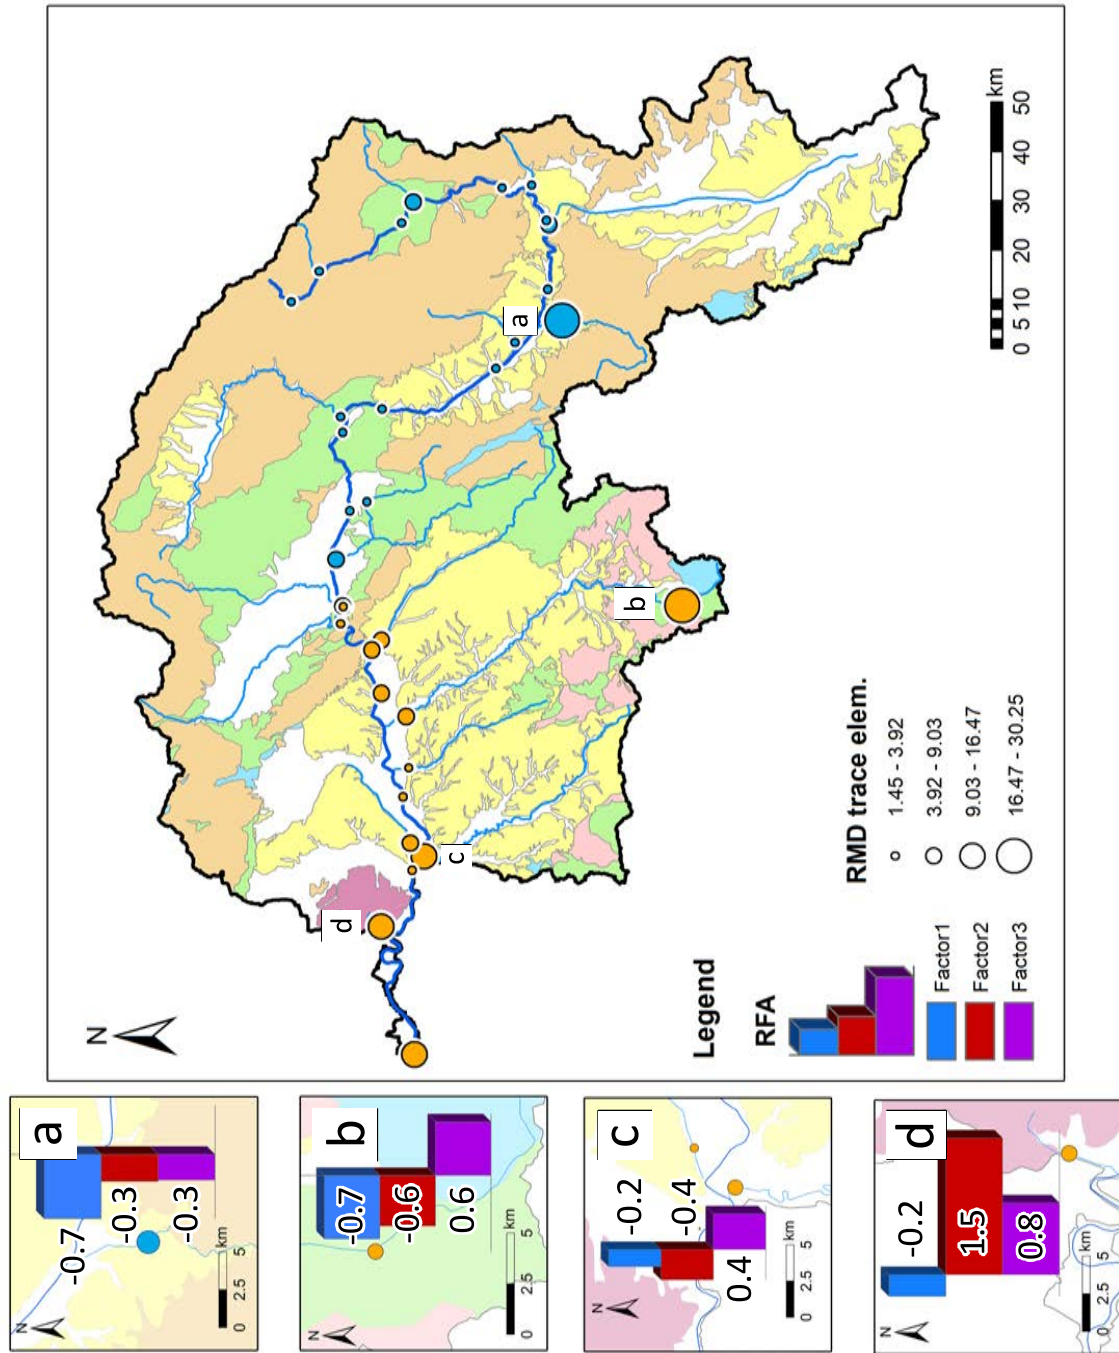 a
N
-0.7
-0.3
-0.3
0 2.5 5
km
b
N
-0.7
-0.6
0.6
0 2.5 5
km
c
N
-0.2
-0.4
0.4
0 2.5 5
km
d
N
-0.2
1.5
0.8
0 2.5 5
km
N
a
b
c
d
Legend
RFA
Factor1
Factor2
Factor3
RMD trace elem.
1.45 - 3.92
3.92 - 9.03
9.03 - 16.47
16.47 - 30.25
0 5 10 20 30 40 50
km